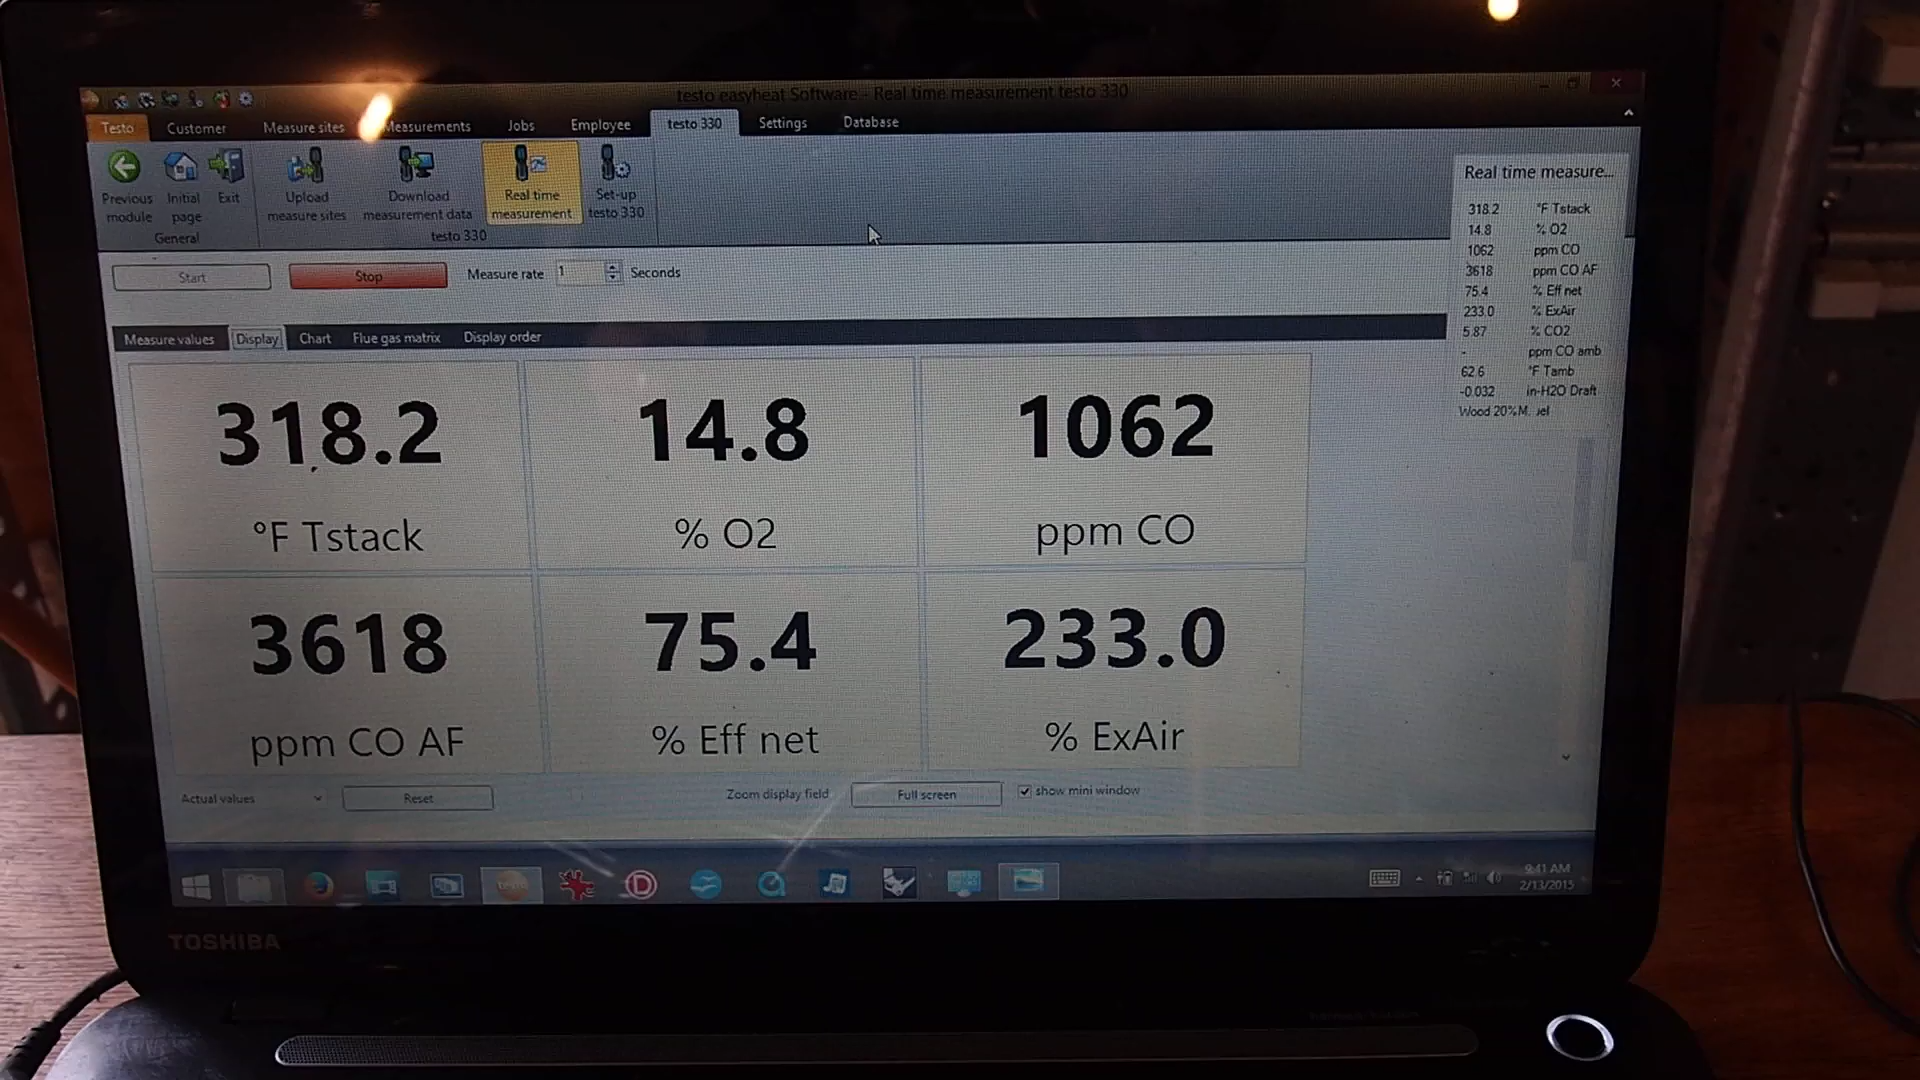 testo easyheat Software - Real time measurement testo 330
Testo Customer Measure sites Measurements Jobs Employee testo 330 Settings Database
Previous module
Initial page
Exit
General
Upload measure sites
Download measurement data
Real time measurement
Set-up testo 330
testo 330
Start
Stop
Measure rate 1 Seconds
Measure values Display Chart Flue gas matrix Display order
318.2
°F Tstack
14.8
% O2
1062
ppm CO
3618
ppm CO AF
75.4
% Eff net
233.0
% ExAir
Real time measure...
318.2 °F Tstack
14.8 % O2
1062 ppm CO
3618 ppm CO AF
75.4 % Eff net
233.0 % ExAir
5.87 % CO2
- ppm CO amb
62.6 °F Tamb
-0.032 in-H2O Draft
Wood 20%M.
Actual values
Reset
Zoom display field
Full screen
show mini window
testo
D
9:41 AM
2/13/2015
TOSHIBA